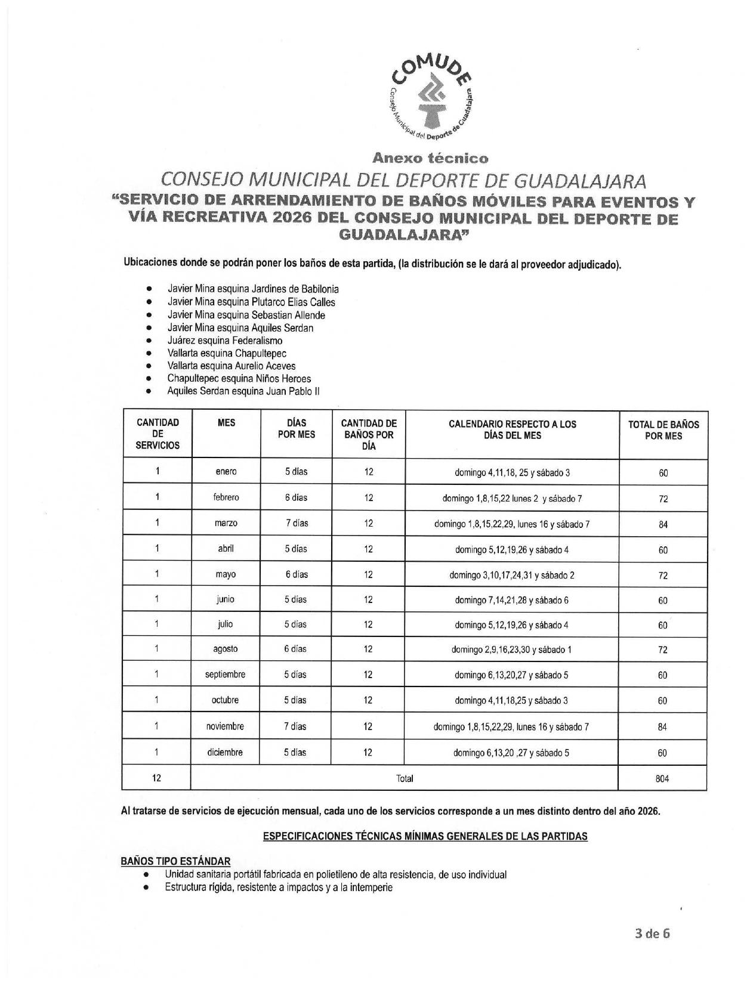 COMUDE
Consejo Municipal del Deporte de Guadalajara
Anexo técnico
CONSEJO MUNICIPAL DEL DEPORTE DE GUADALAJARA
“SERVICIO DE ARRENDAMIENTO DE BAÑOS MÓVILES PARA EVENTOS Y
VÍA RECREATIVA 2026 DEL CONSEJO MUNICIPAL DEL DEPORTE DE
GUADALAJARA”
Ubicaciones donde se podrán poner los baños de esta partida, (la distribución se le dará al proveedor adjudicado).
• Javier Mina esquina Jardines de Babilonia
• Javier Mina esquina Plutarco Elias Calles
• Javier Mina esquina Sebastian Allende
• Javier Mina esquina Aquiles Serdan
• Juárez esquina Federalismo
• Vallarta esquina Chapultepec
• Vallarta esquina Aurelio Aceves
• Chapultepec esquina Niños Heroes
• Aquiles Serdan esquina Juan Pablo II
CANTIDAD DE SERVICIOS MES DÍAS POR MES CANTIDAD DE BAÑOS POR DÍA CALENDARIO RESPECTO A LOS DÍAS DEL MES TOTAL DE BAÑOS POR MES
1 enero 5 días 12 domingo 4,11,18, 25 y sábado 3 60
1 febrero 6 días 12 domingo 1,8,15,22 lunes 2 y sábado 7 72
1 marzo 7 días 12 domingo 1,8,15,22,29, lunes 16 y sábado 7 84
1 abril 5 días 12 domingo 5,12,19,26 y sábado 4 60
1 mayo 6 días 12 domingo 3,10,17,24,31 y sábado 2 72
1 junio 5 días 12 domingo 7,14,21,28 y sábado 6 60
1 julio 5 días 12 domingo 5,12,19,26 y sábado 4 60
1 agosto 6 días 12 domingo 2,9,16,23,30 y sábado 1 72
1 septiembre 5 días 12 domingo 6,13,20,27 y sábado 5 60
1 octubre 5 días 12 domingo 4,11,18,25 y sábado 3 60
1 noviembre 7 días 12 domingo 1,8,15,22,29, lunes 16 y sábado 7 84
1 diciembre 5 días 12 domingo 6,13,20 ,27 y sábado 5 60
12 Total 804
Al tratarse de servicios de ejecución mensual, cada uno de los servicios corresponde a un mes distinto dentro del año 2026.
ESPECIFICACIONES TÉCNICAS MÍNIMAS GENERALES DE LAS PARTIDAS
BAÑOS TIPO ESTÁNDAR
• Unidad sanitaria portátil fabricada en polietileno de alta resistencia, de uso individual
• Estructura rígida, resistente a impactos y a la intemperie
3 de 6